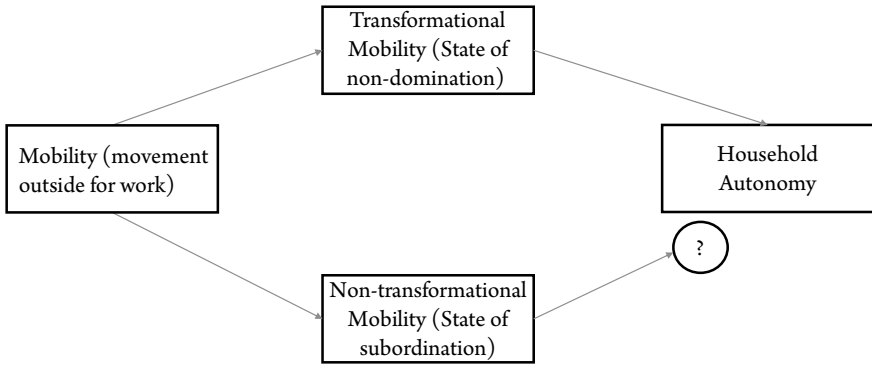 Transformational
Mobility (State of
non-domination)
Mobility (movement
outside for work)
Household
Autonomy
?
Non-transformational
Mobility (State of
subordination)